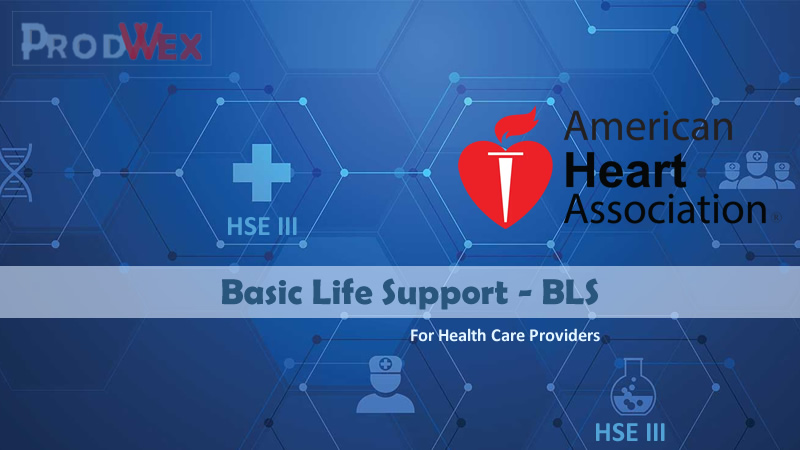 PRODWEX
American
Heart
Association®
HSE III
Basic Life Support - BLS
For Health Care Providers
HSE III